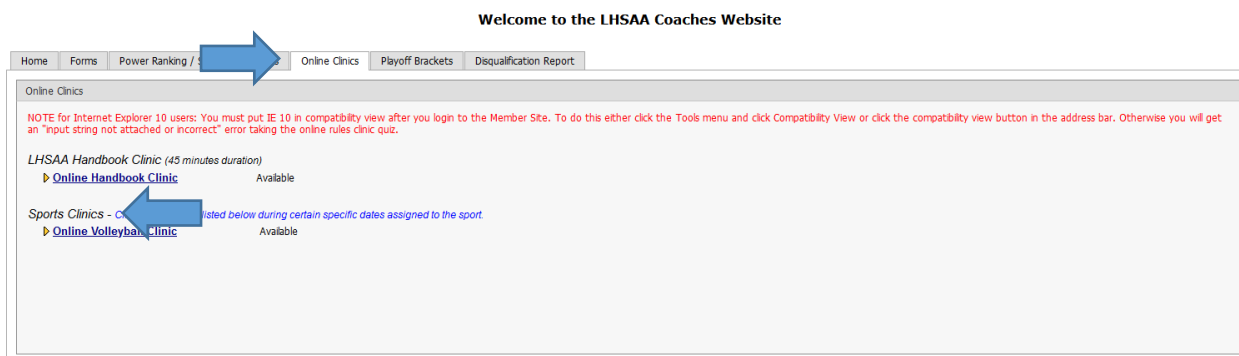 Welcome to the LHSAA Coaches Website
Home Forms Power Ranking / Online Clinics Playoff Brackets Disqualification Report
Online Clinics
NOTE for Internet Explorer 10 users: You must put IE 10 in compatibility view after you login to the Member Site. To do this either click the Tools menu and click Compatibility View or click the compatibility view button in the address bar. Otherwise you will get
an "input string not attached or incorrect" error taking the online rules clinic quiz.
LHSAA Handbook Clinic (45 minutes duration)
Online Handbook Clinic Available
Sports Clinics - listed below during certain specific dates assigned to the sport.
Online Volleyball Clinic Available